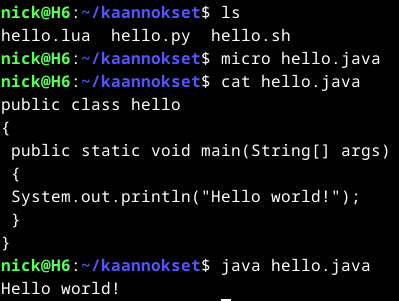 nick@H6:~/kaannokset$ ls
hello.lua  hello.py  hello.sh
nick@H6:~/kaannokset$ micro hello.java
nick@H6:~/kaannokset$ cat hello.java
public class hello
{
 public static void main(String[] args)
 {
 System.out.println("Hello world!");
 }
}
nick@H6:~/kaannokset$ java hello.java
Hello world!